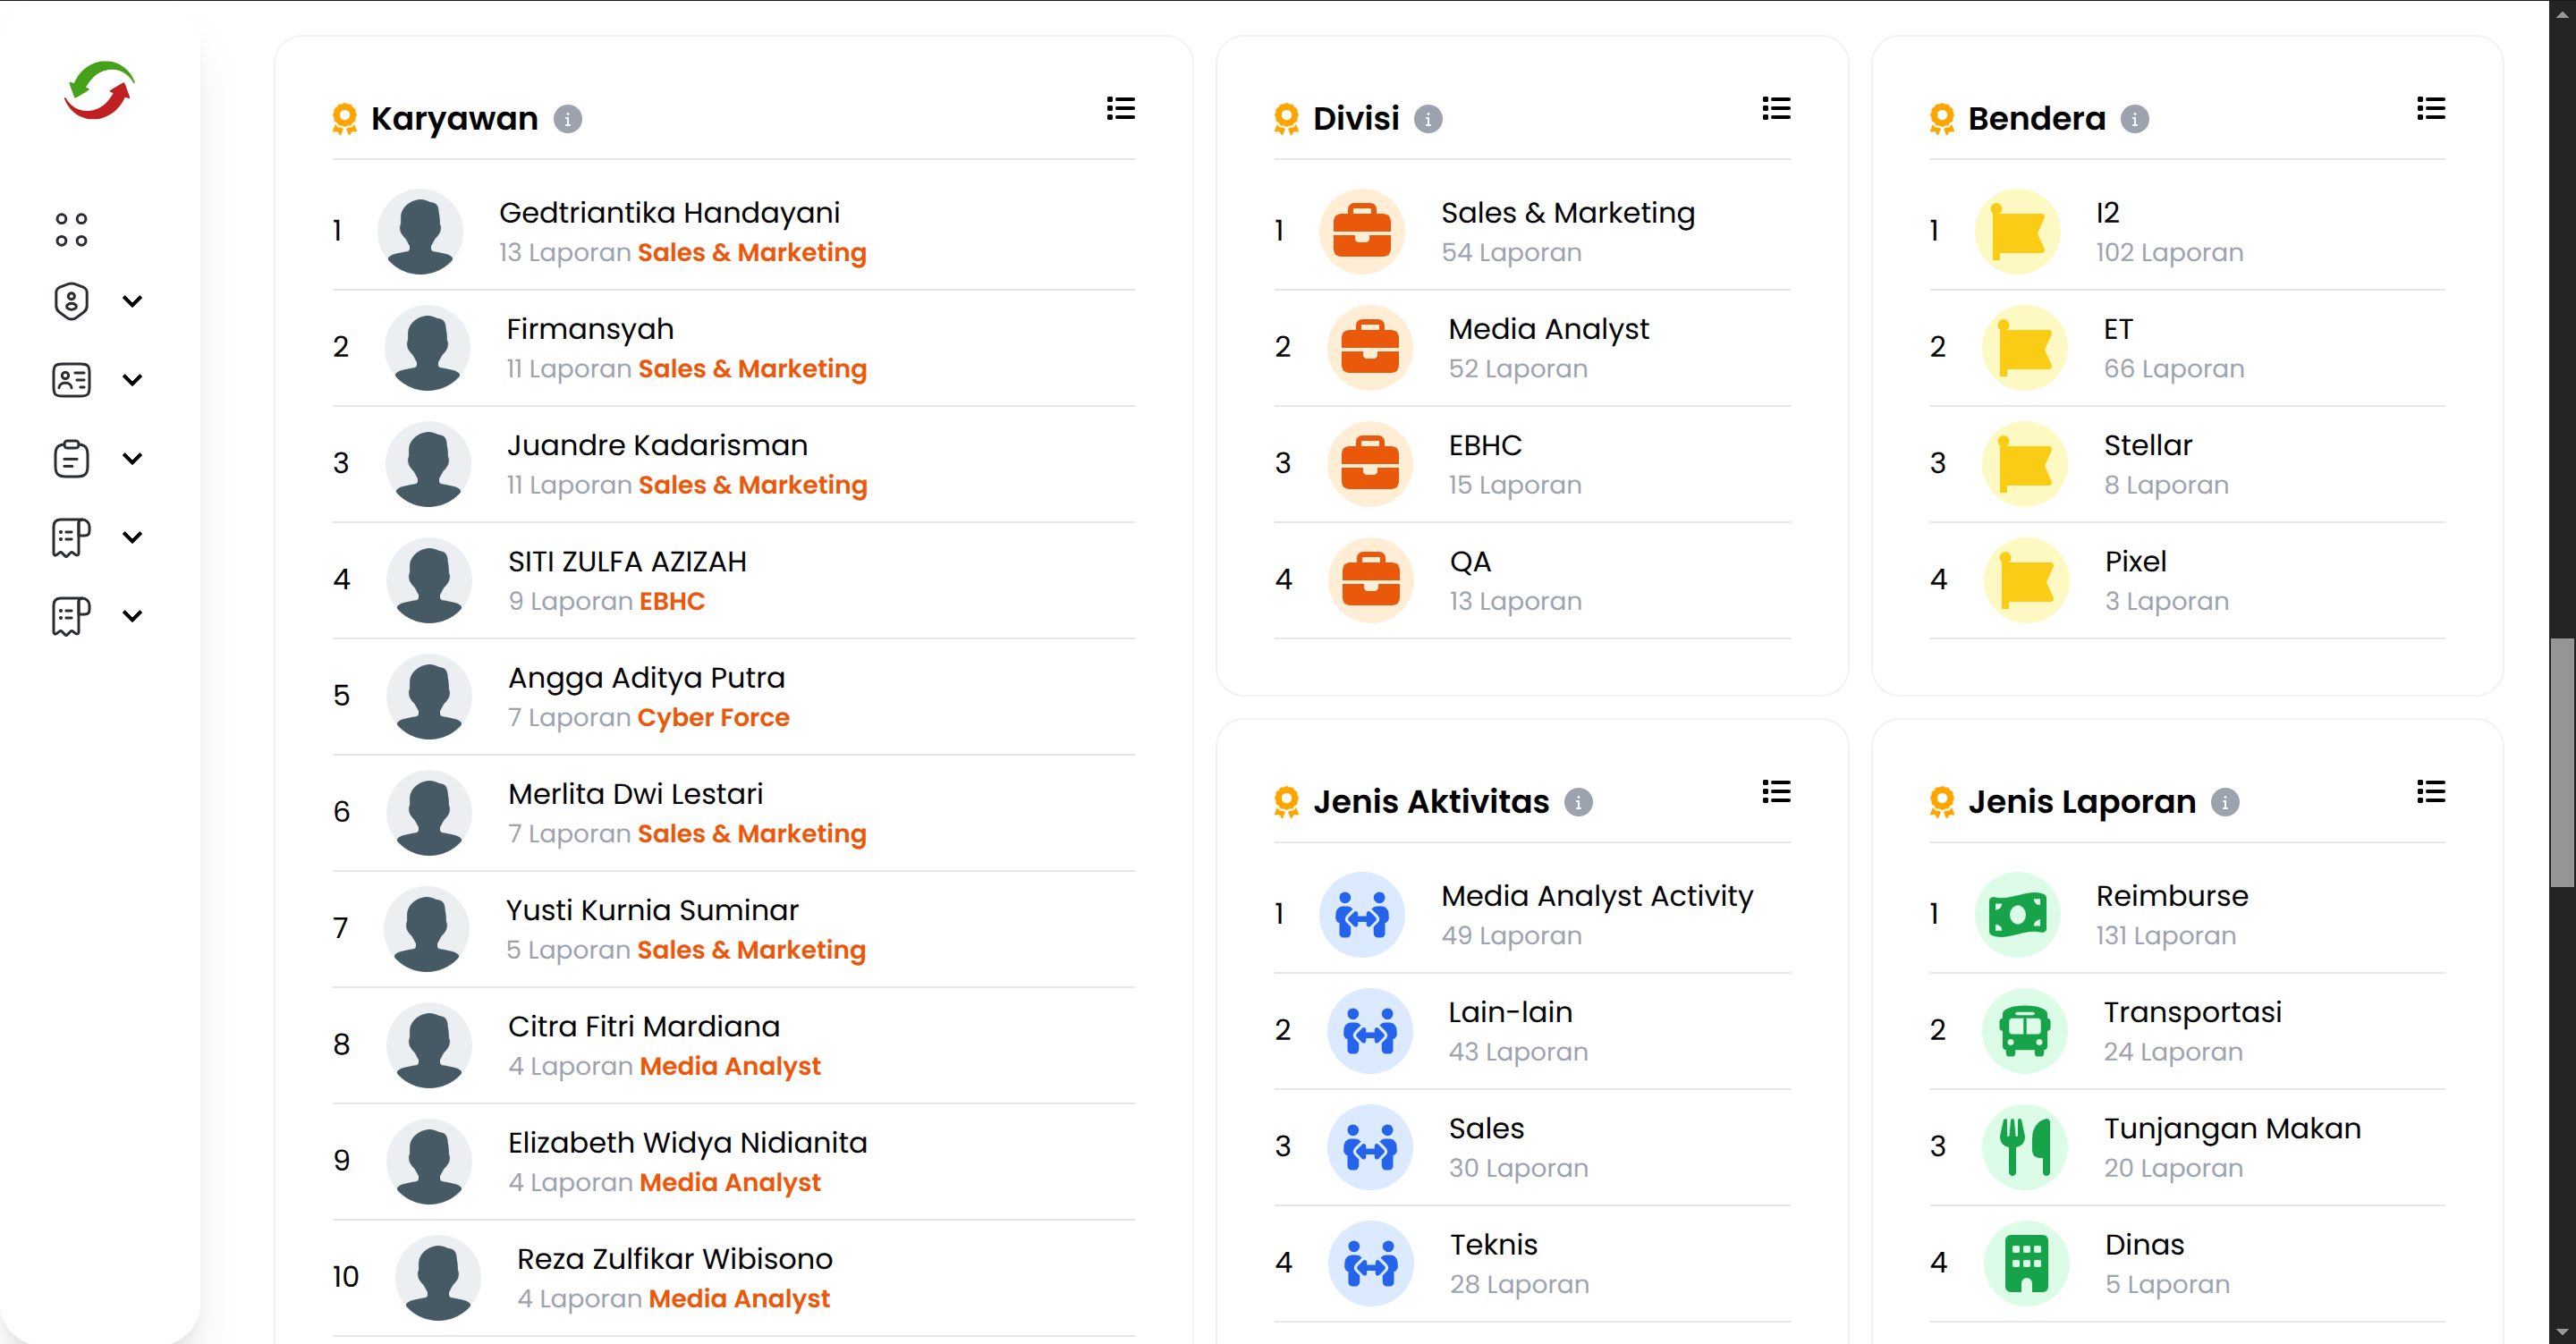 Karyawan
1
Gedtriantika Handayani
13 Laporan Sales & Marketing
2
Firmansyah
11 Laporan Sales & Marketing
3
Juandre Kadarisman
11 Laporan Sales & Marketing
4
SITI ZULFA AZIZAH
9 Laporan EBHC
5
Angga Aditya Putra
7 Laporan Cyber Force
6
Merlita Dwi Lestari
7 Laporan Sales & Marketing
7
Yusti Kurnia Suminar
5 Laporan Sales & Marketing
8
Citra Fitri Mardiana
4 Laporan Media Analyst
9
Elizabeth Widya Nidianita
4 Laporan Media Analyst
10
Reza Zulfikar Wibisono
4 Laporan Media Analyst
Divisi
1
Sales & Marketing
54 Laporan
2
Media Analyst
52 Laporan
3
EBHC
15 Laporan
4
QA
13 Laporan
Bendera
1
I2
102 Laporan
2
ET
66 Laporan
3
Stellar
8 Laporan
4
Pixel
3 Laporan
Jenis Aktivitas
1
Media Analyst Activity
49 Laporan
2
Lain-lain
43 Laporan
3
Sales
30 Laporan
4
Teknis
28 Laporan
Jenis Laporan
1
Reimburse
131 Laporan
2
Transportasi
24 Laporan
3
Tunjangan Makan
20 Laporan
4
Dinas
5 Laporan